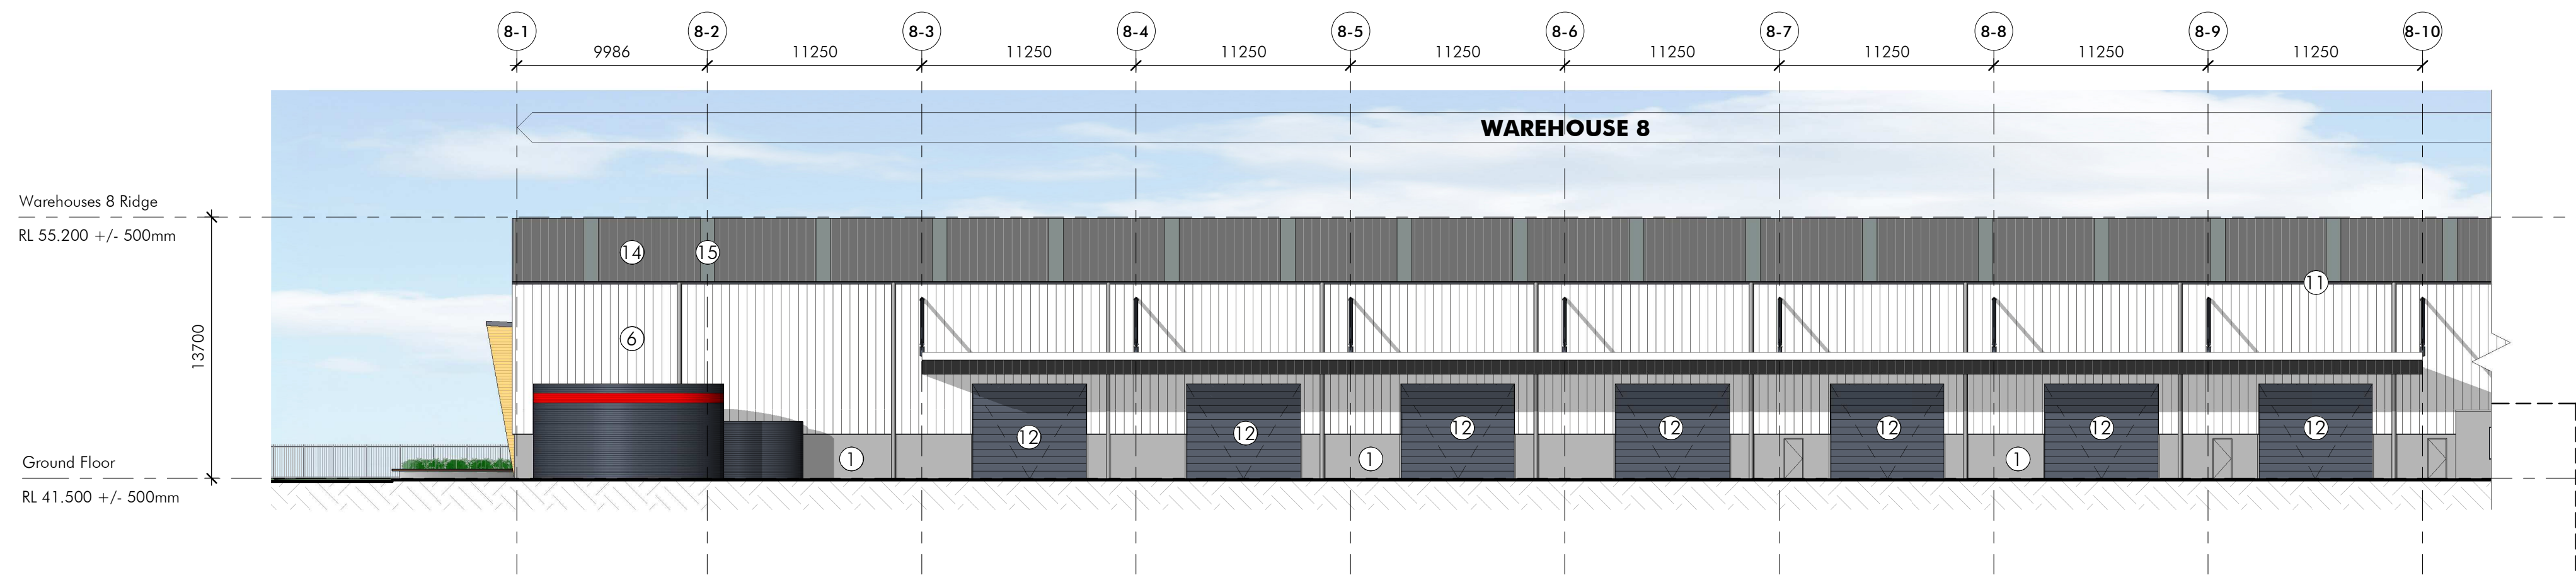 8-1 8-2 8-3 8-4 8-5 8-6 8-7 8-8 8-9 8-10
9986 11250 11250 11250 11250 11250 11250 11250 11250
WAREHOUSE 8
Warehouses 8 Ridge
RL 55.200 +/- 500mm
14 15
11
13700
6
12 12 12 12 12 12 12
1 1 1
Ground Floor
RL 41.500 +/- 500mm